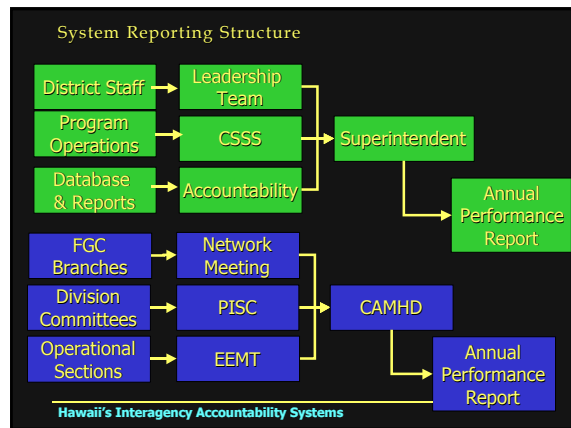 System Reporting Structure
District Staff
Leadership
Team
Program
Operations
CSSS
Superintendent
Database
& Reports
Accountability
Annual
Performance
Report
FGC
Branches
Network
Meeting
Division
Committees
PISC
CAMHD
Operational
Sections
EEMT
Annual
Performance
Report
Hawaii's Interagency Accountability Systems